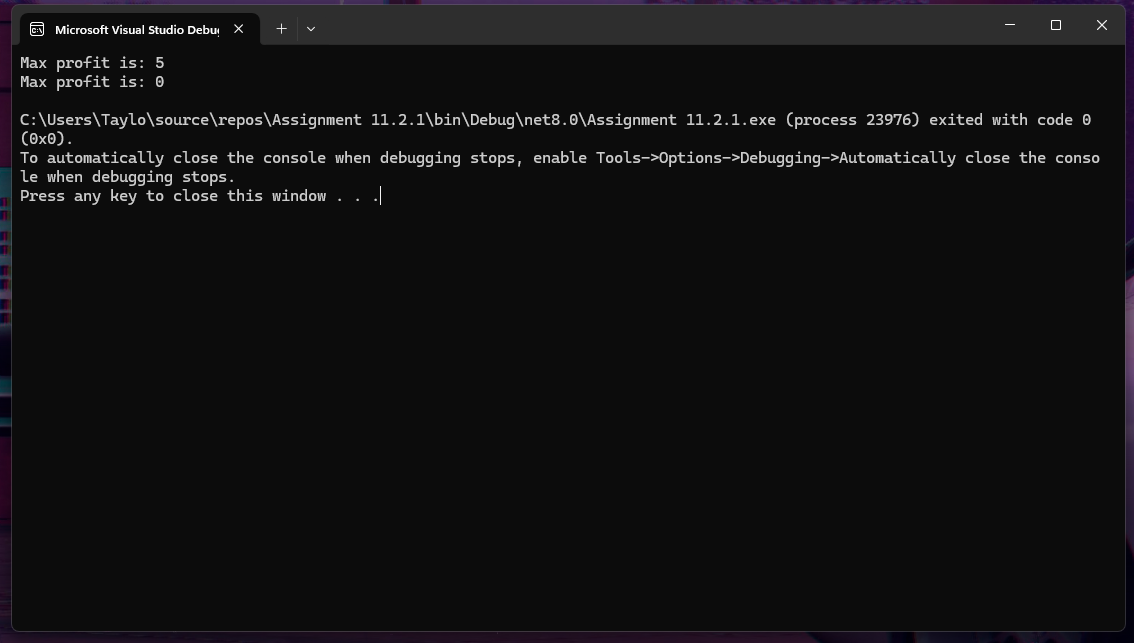 Microsoft Visual Studio Debu
Max profit is: 5
Max profit is: 0
C:\Users\Taylo\source\repos\Assignment 11.2.1\bin\Debug\net8.0\Assignment 11.2.1.exe (process 23976) exited with code 0
(0x0).
To automatically close the console when debugging stops, enable Tools->Options->Debugging->Automatically close the conso
le when debugging stops.
Press any key to close this window . . .